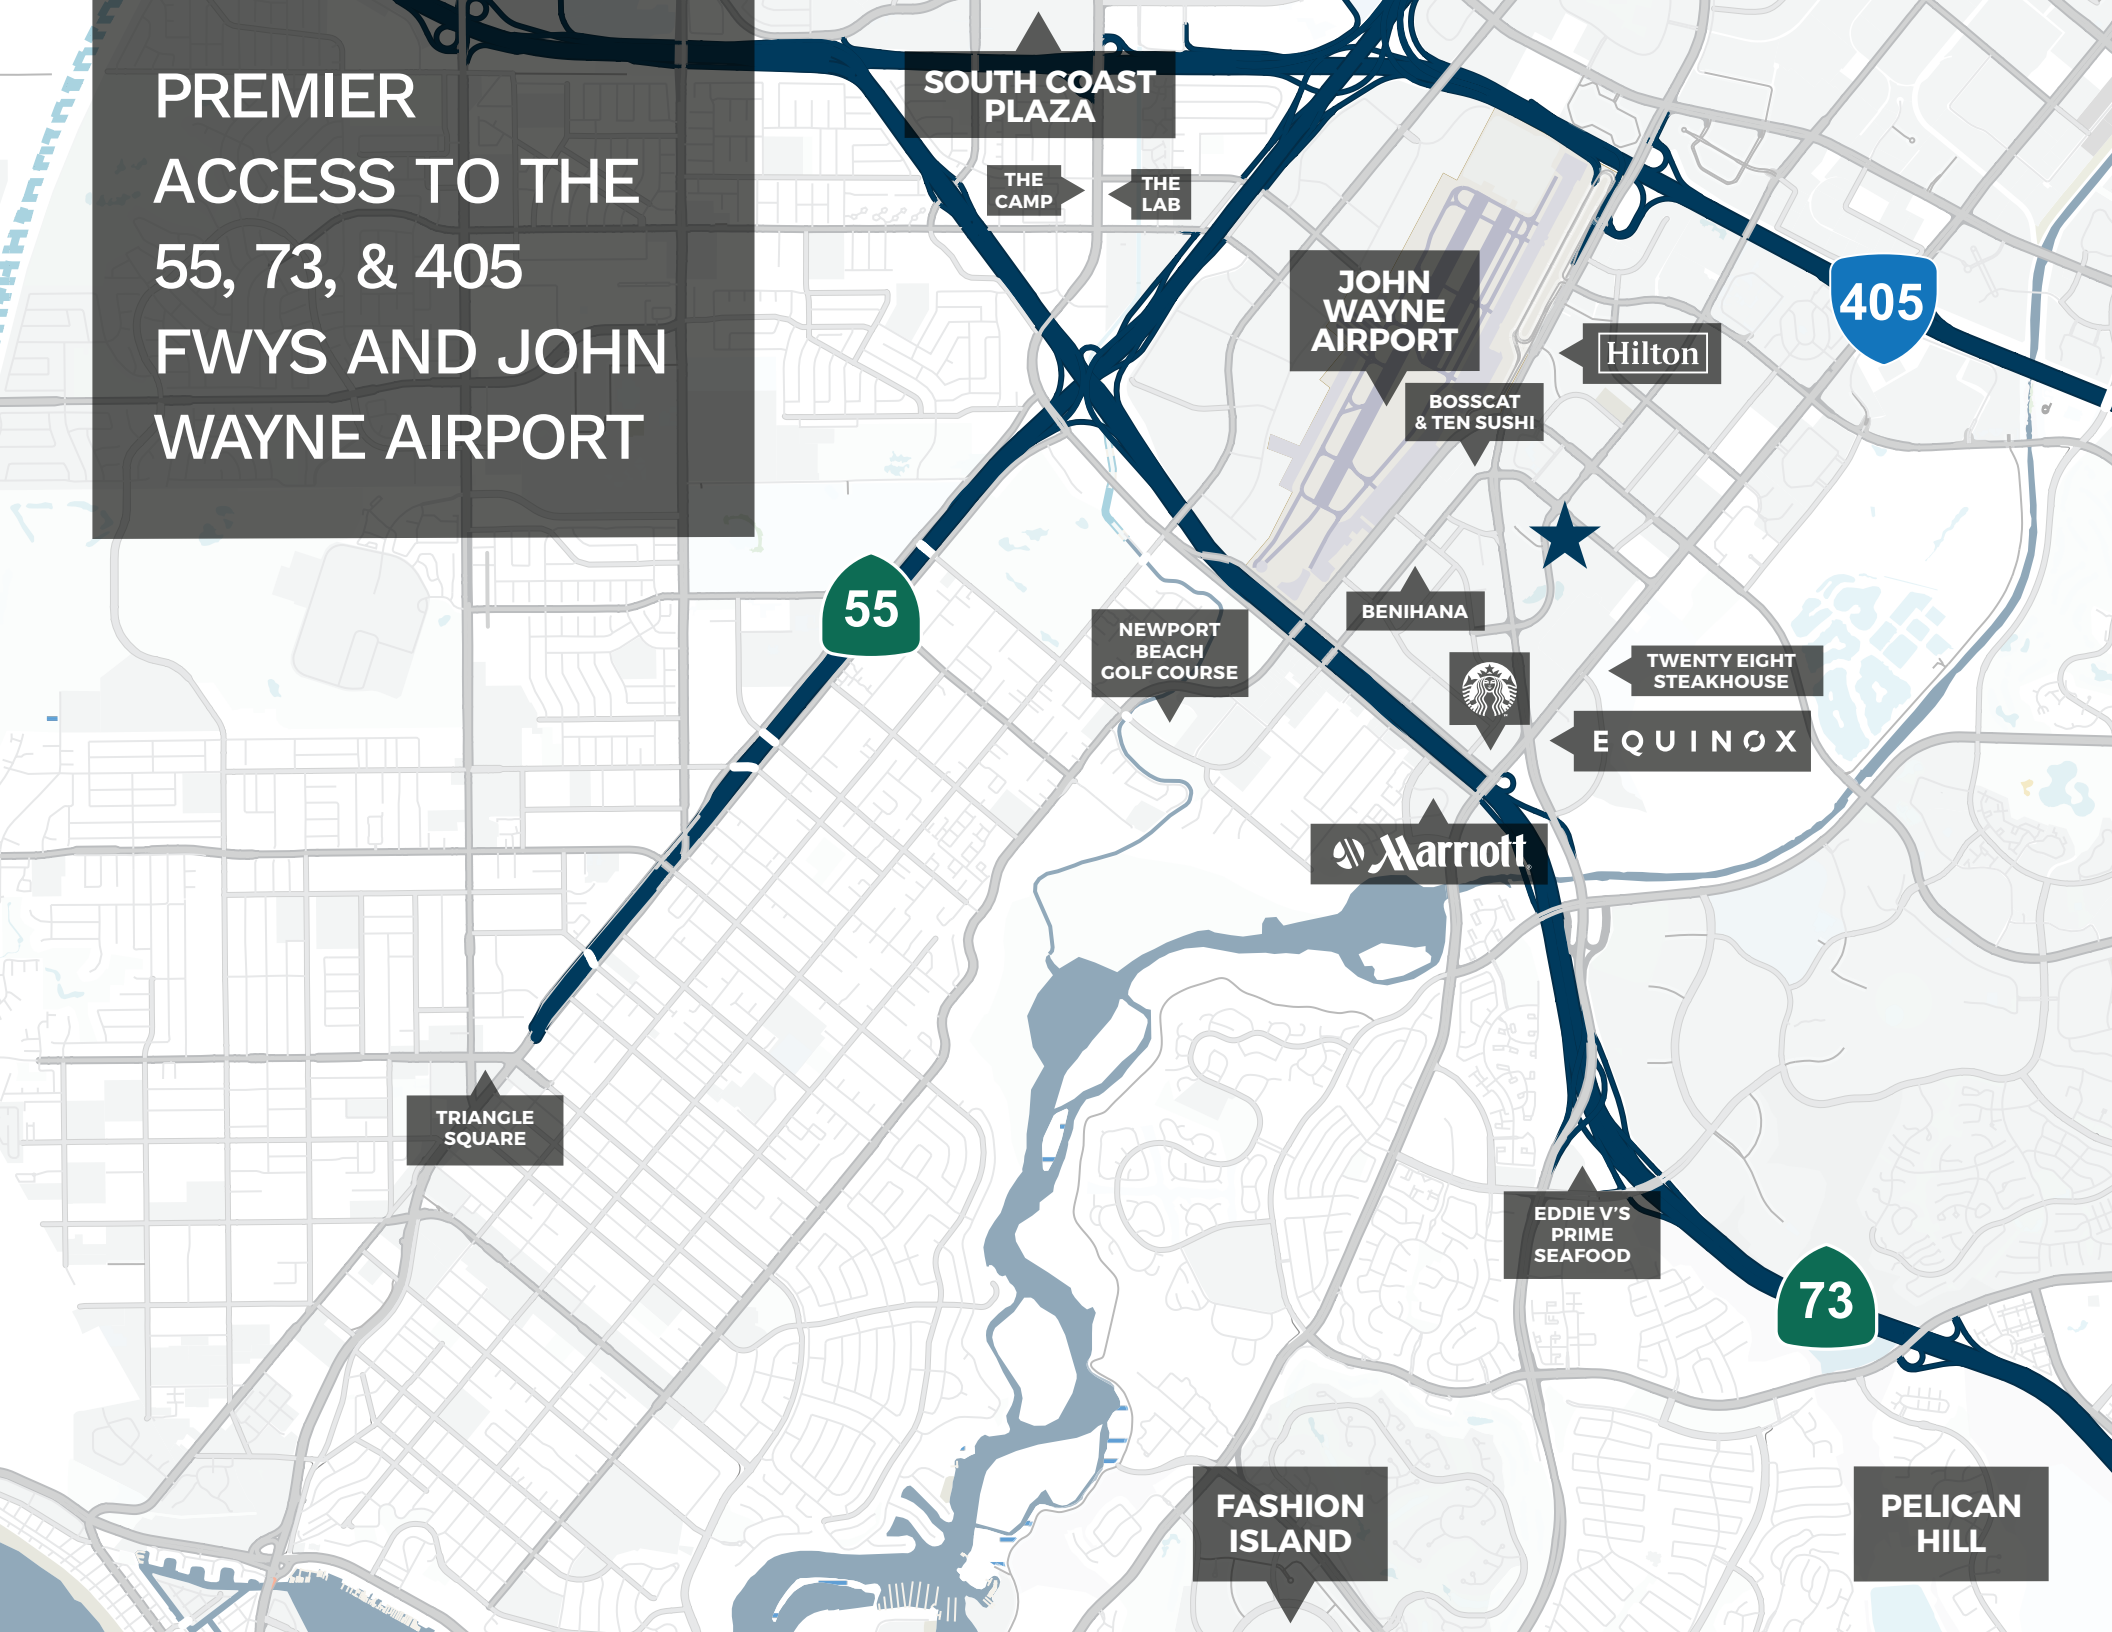 PREMIER
ACCESS TO THE
55, 73, & 405
FWYS AND JOHN
WAYNE AIRPORT
SOUTH COAST
PLAZA
THE
CAMP
THE
LAB
JOHN
WAYNE
AIRPORT
405
Hilton
BOSSCAT
& TEN SUSHI
55
BENIHANA
NEWPORT
BEACH
GOLF COURSE
TWENTY EIGHT
STEAKHOUSE
EQUINOX
Marriott
TRIANGLE
SQUARE
EDDIE V'S
PRIME
SEAFOOD
73
FASHION
ISLAND
PELICAN
HILL